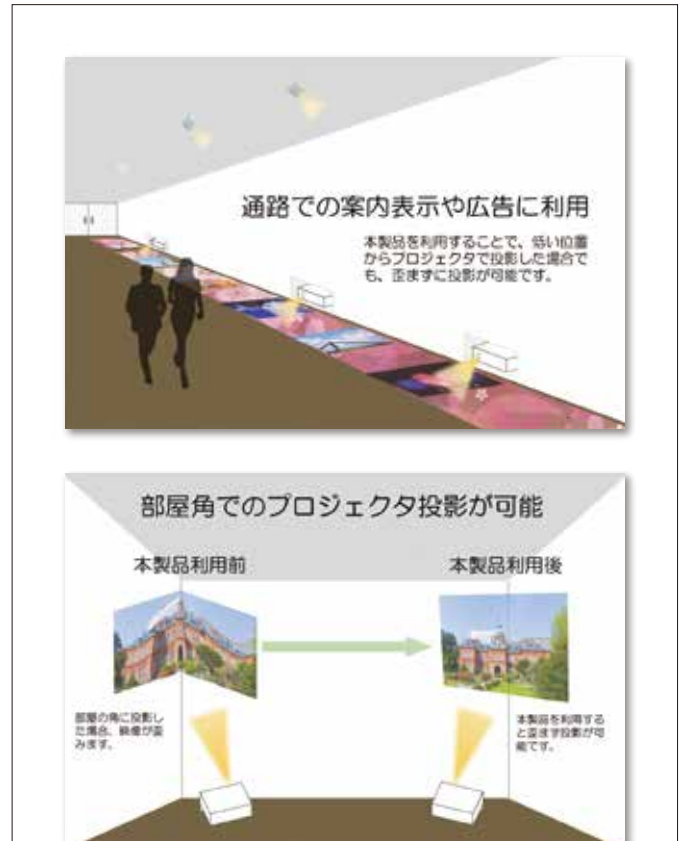 通路での案内表示や広告に利用
本製品を利用することで、低い位置
からプロジェクタで投影した場合で
も、歪まずに投影が可能です。
部屋角でのプロジェクタ投影が可能
本製品利用前
本製品利用後
部屋の角に投影し
た場合、映像が歪
みます。
本製品を利用する
と歪まず投影が可
能です。